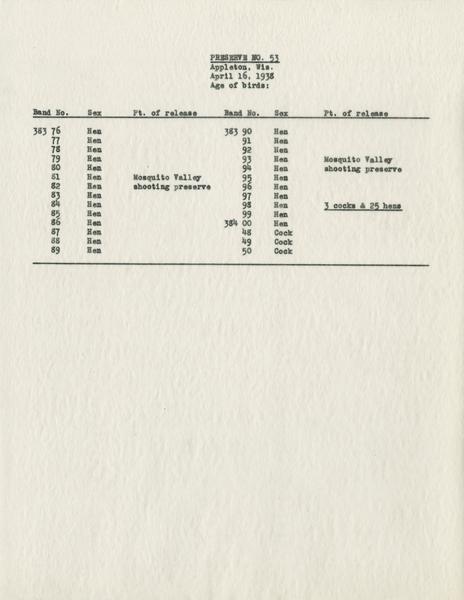 PRESERVE NO. 53
Appleton, Wis.
April 16, 1938
Age of birds:
Band No. Sex Pt. of release Band No. Sex Pt. of release
383 76 Hen 383 90 Hen
77 Hen 91 Hen
78 Hen 92 Hen
79 Hen 93 Hen Mosquito Valley
80 Hen 94 Hen shooting preserve
81 Hen Mosquito Valley 95 Hen
82 Hen shooting preserve 96 Hen
83 Hen 97 Hen
84 Hen 98 Hen 3 cocks & 25 hens
85 Hen 99 Hen
86 Hen 384 00 Hen
87 Hen 48 Cock
88 Hen 49 Cock
89 Hen 50 Cock